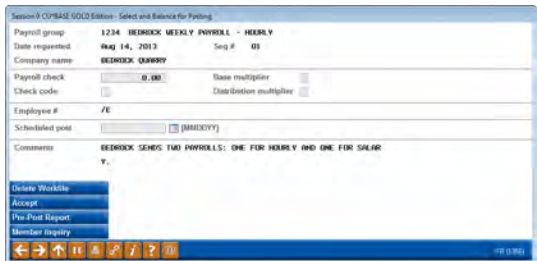 Session 0 CU*BASE GOLD Edition - Select and Balance for Posting
Payroll group 1234 BEDROCK WEEKLY PAYROLL - HOURLY
Date requested Aug 14, 2013 Seq # 01
Company name BEDROCK QUARRY
Payroll check 0.00 Base multiplier
Check code Distribution multiplier
Employee # /E
Scheduled post [MMDDYY]
Comments BEDROCK SENDS TWO PAYROLLS: ONE FOR HOURLY AND ONE FOR SALAR
Y.
Delete Workfile
Accept
Pre-Post Report
Member Inquiry